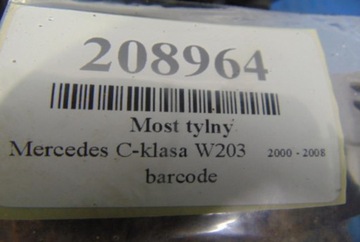 208964
Most tylny
Mercedes C-klasa W203 2000 - 2008
barcode